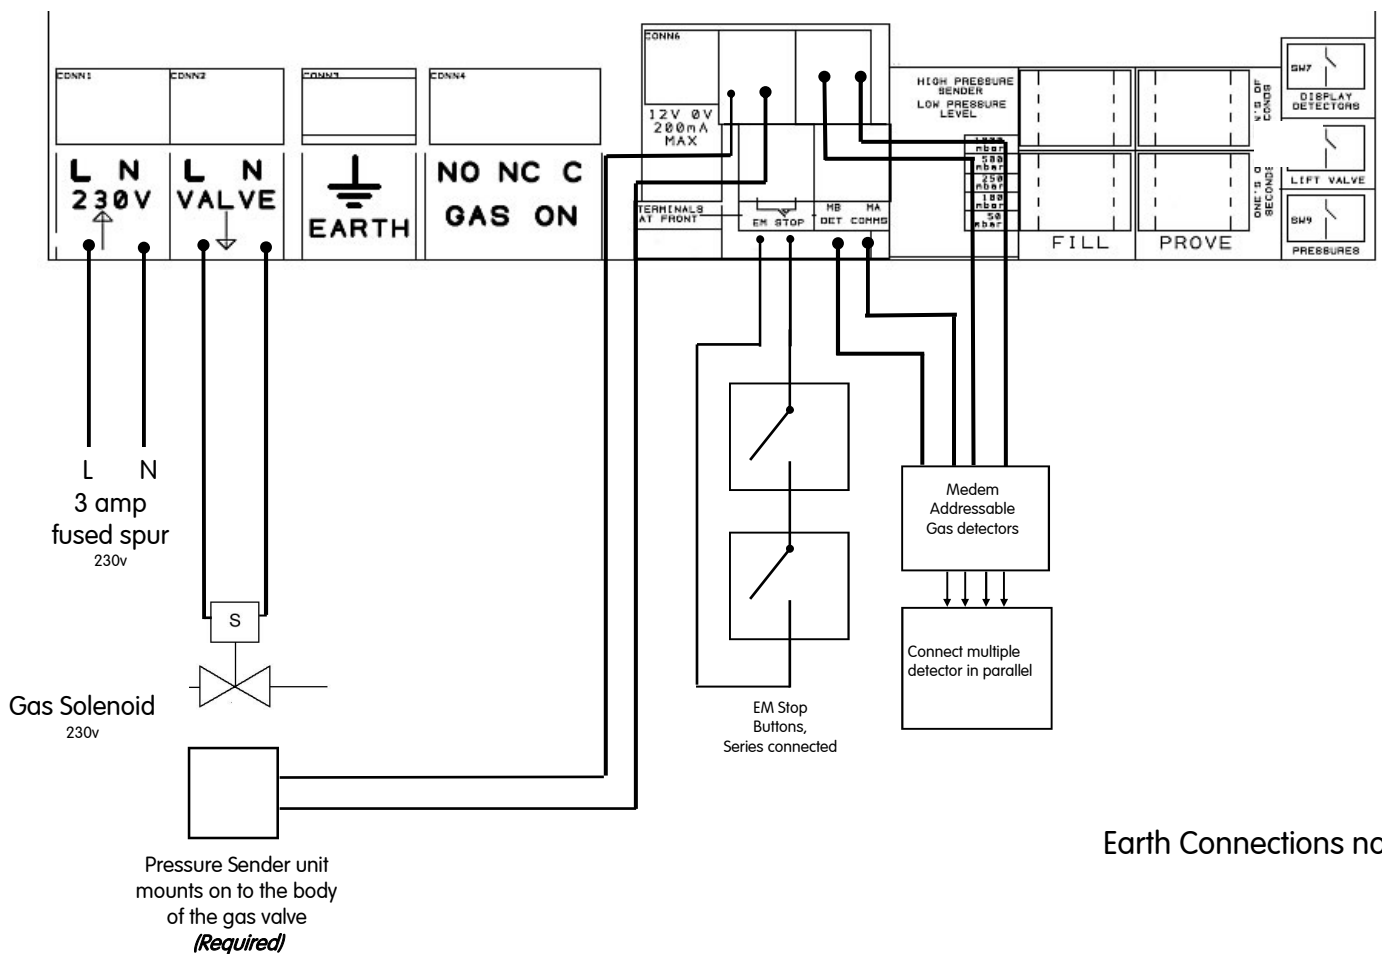 CONN1
CONN2
CONN3
CONN4
CONN6
L N
230V
L N
VALVE
EARTH
NO NC C
GAS ON
12V 0V
200mA
MAX
TERMINALS
AT FRONT
EM STOP
MB MA
DET COMMS
HIGH PRESSURE
SENDER
LOW PRESSURE
LEVEL
mbar
500
mbar
250
mbar
100
mbar
50
mbar
FILL
PROVE
ONE'S O
SECONDS
SW7
DISPLAY
DETECTORS
LIFT VALVE
SW9
PRESSURES
L N
3 amp
fused spur
230v
S
Gas Solenoid
230v
Pressure Sender unit
mounts on to the body
of the gas valve
(Required)
EM Stop
Buttons,
Series connected
Medem
Addressable
Gas detectors
Connect multiple
detector in parallel
Earth Connections no